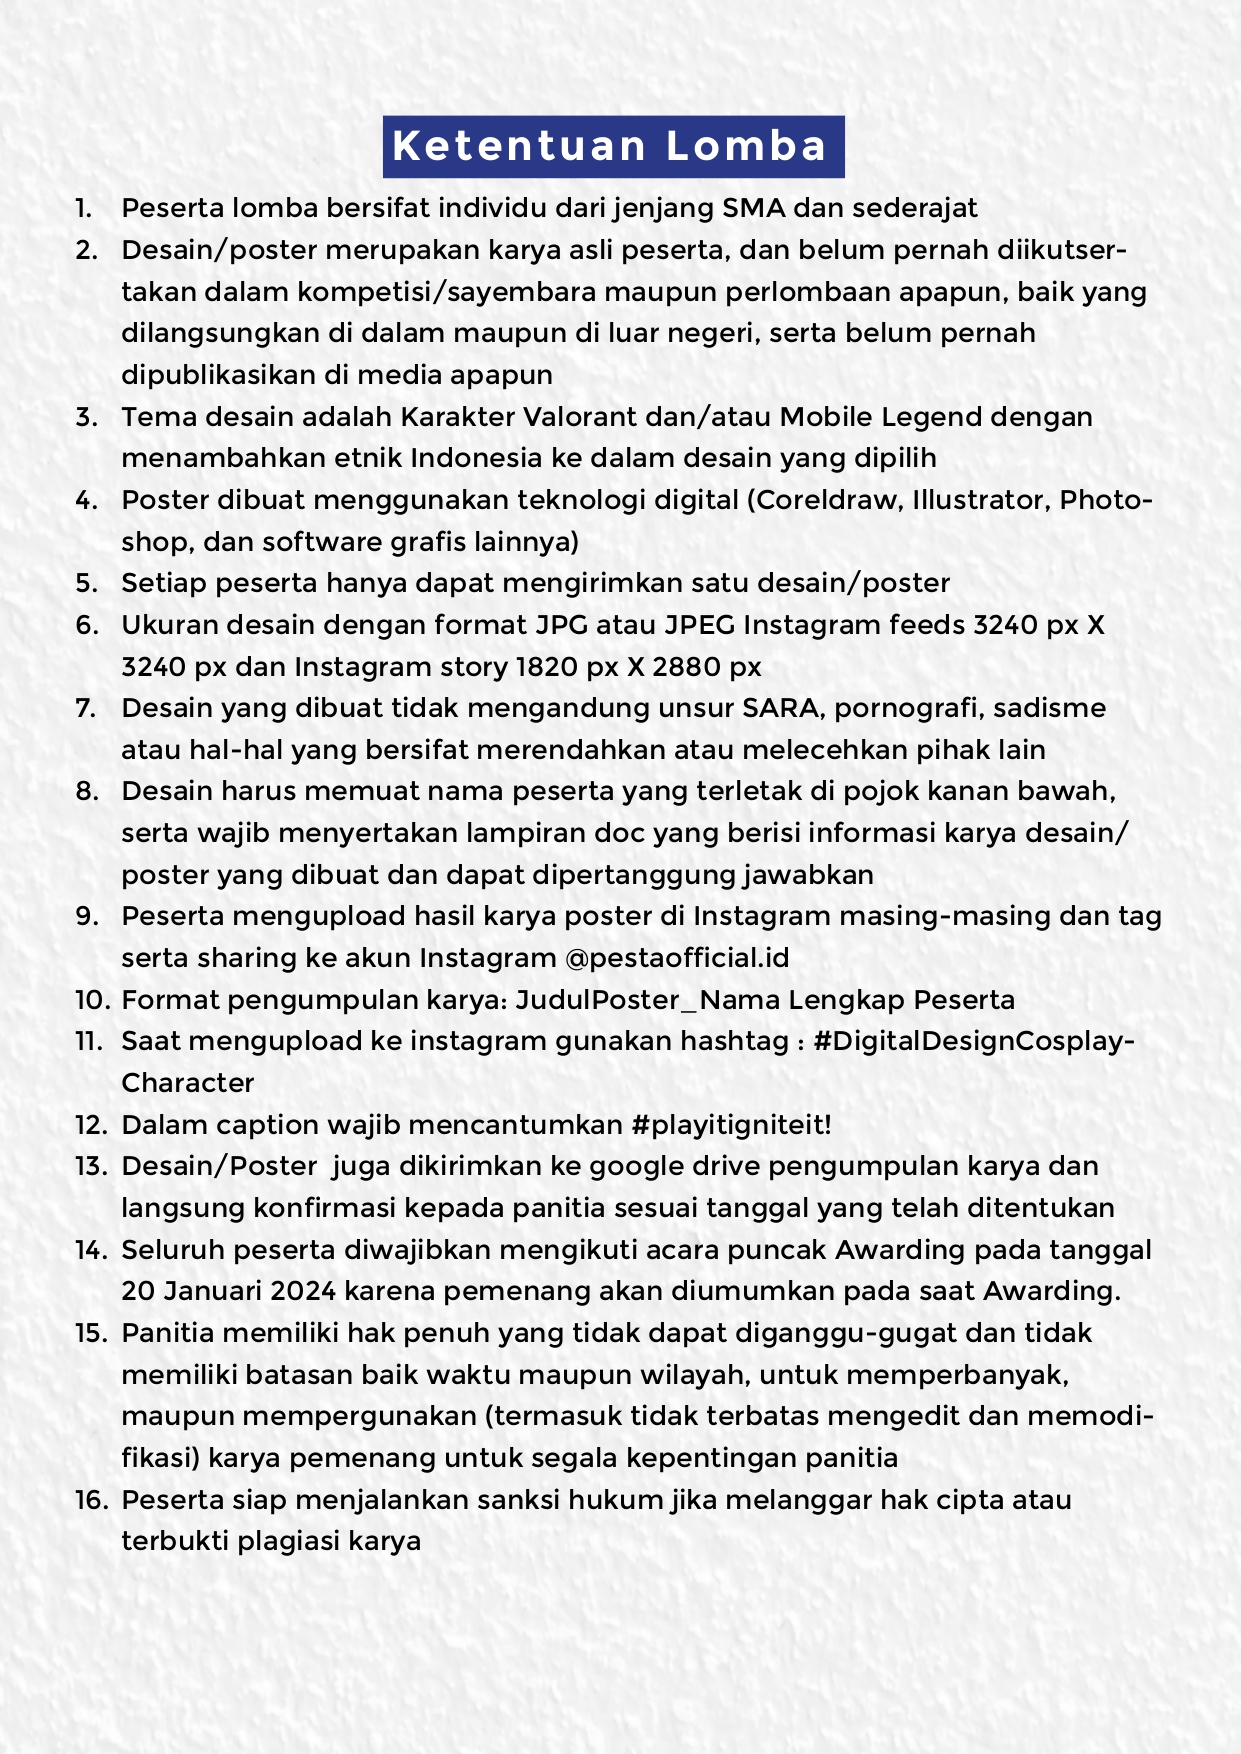 Ketentuan Lomba
1. Peserta lomba bersifat individu dari jenjang SMA dan sederajat
2. Desain/poster merupakan karya asli peserta, dan belum pernah diikutser-
takan dalam kompetisi/sayembara maupun perlombaan apapun, baik yang
dilangsungkan di dalam maupun di luar negeri, serta belum pernah
dipublikasikan di media apapun
3. Tema desain adalah Karakter Valorant dan/atau Mobile Legend dengan
menambahkan etnik Indonesia ke dalam desain yang dipilih
4. Poster dibuat menggunakan teknologi digital (Coreldraw, Illustrator, Photo-
shop, dan software grafis lainnya)
5. Setiap peserta hanya dapat mengirimkan satu desain/poster
6. Ukuran desain dengan format JPG atau JPEG Instagram feeds 3240 px X
3240 px dan Instagram story 1820 px X 2880 px
7. Desain yang dibuat tidak mengandung unsur SARA, pornografi, sadisme
atau hal-hal yang bersifat merendahkan atau melecehkan pihak lain
8. Desain harus memuat nama peserta yang terletak di pojok kanan bawah,
serta wajib menyertakan lampiran doc yang berisi informasi karya desain/
poster yang dibuat dan dapat dipertanggung jawabkan
9. Peserta mengupload hasil karya poster di Instagram masing-masing dan tag
serta sharing ke akun Instagram @pestaofficial.id
10. Format pengumpulan karya: JudulPoster_Nama Lengkap Peserta
11. Saat mengupload ke instagram gunakan hashtag : #DigitalDesignCosplay-
Character
12. Dalam caption wajib mencantumkan #playitigniteit!
13. Desain/Poster  juga dikirimkan ke google drive pengumpulan karya dan
langsung konfirmasi kepada panitia sesuai tanggal yang telah ditentukan
14. Seluruh peserta diwajibkan mengikuti acara puncak Awarding pada tanggal
20 Januari 2024 karena pemenang akan diumumkan pada saat Awarding.
15. Panitia memiliki hak penuh yang tidak dapat diganggu-gugat dan tidak
memiliki batasan baik waktu maupun wilayah, untuk memperbanyak,
maupun mempergunakan (termasuk tidak terbatas mengedit dan memodi-
fikasi) karya pemenang untuk segala kepentingan panitia
16. Peserta siap menjalankan sanksi hukum jika melanggar hak cipta atau
terbukti plagiasi karya